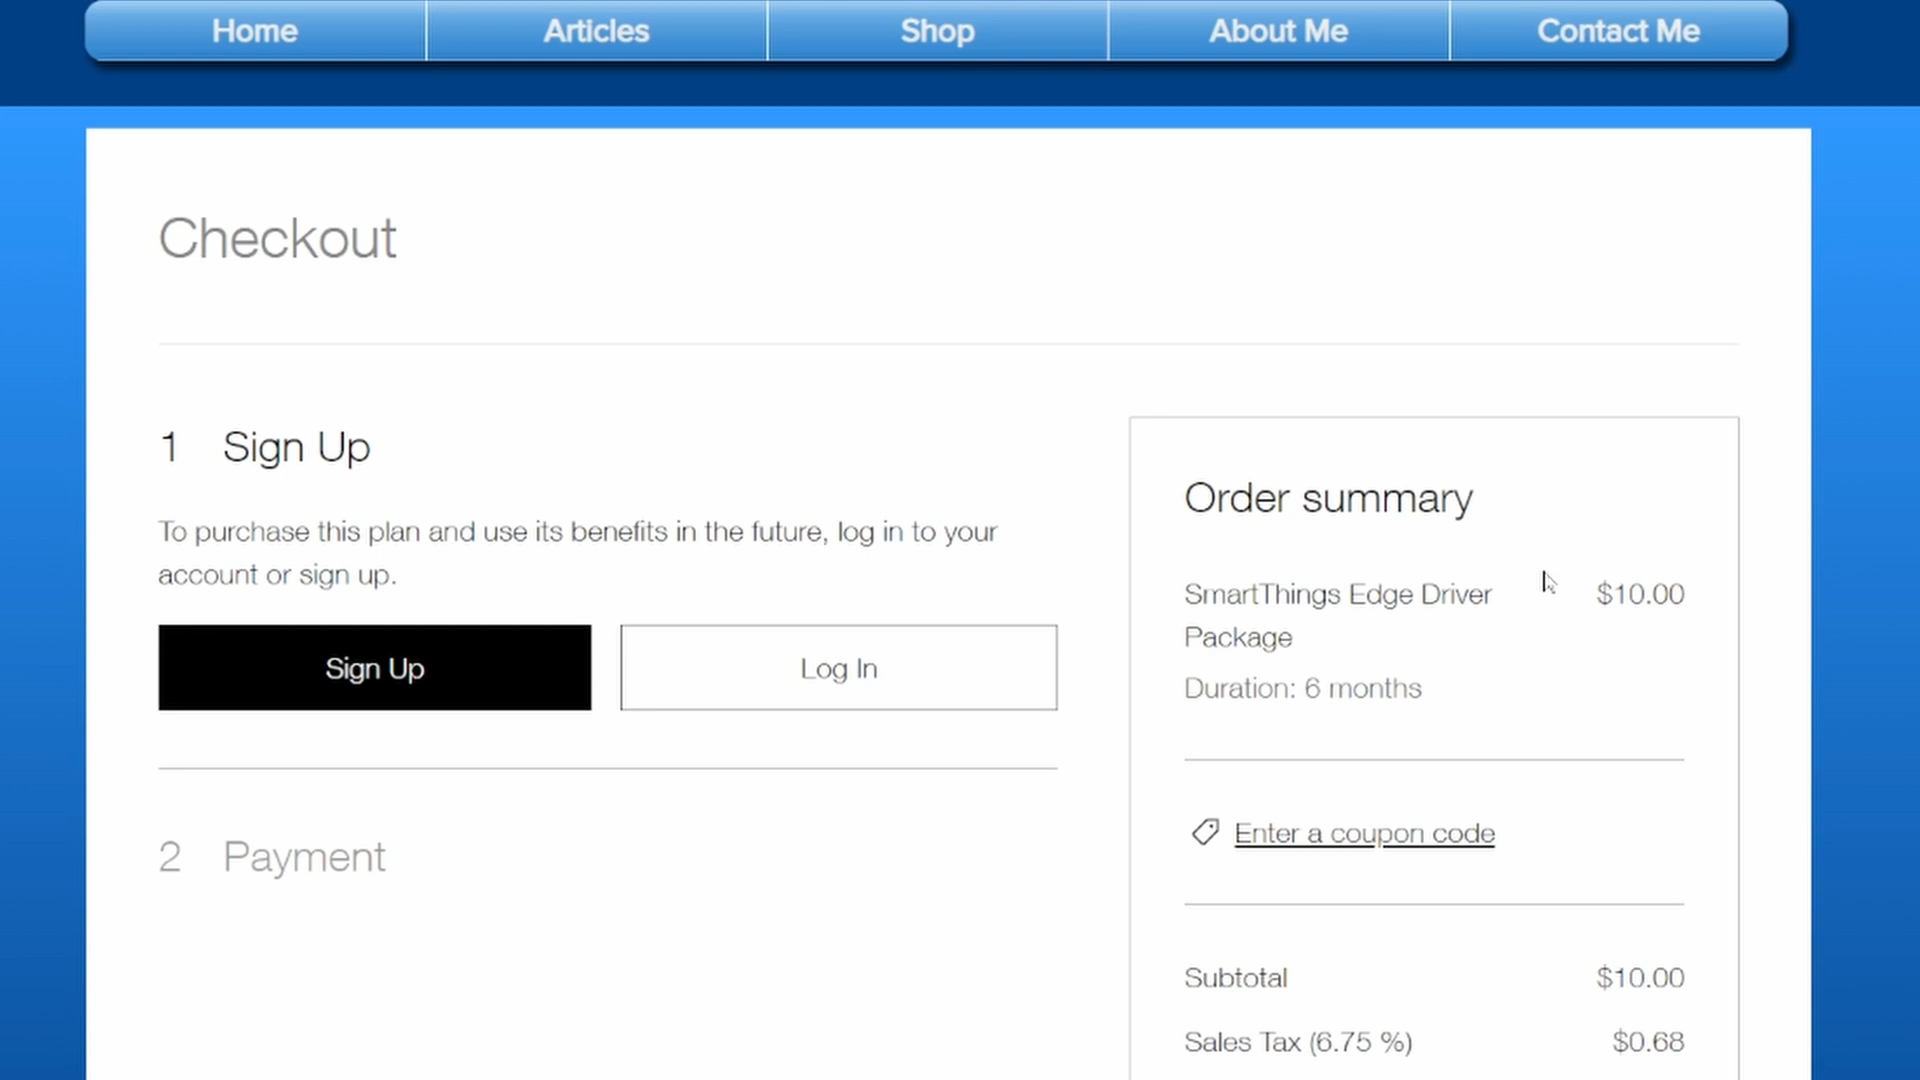 Home
Articles
Shop
About Me
Contact Me
Checkout
1 Sign Up
To purchase this plan and use its benefits in the future, log in to your
account or sign up.
Sign Up
Log In
2 Payment
Order summary
SmartThings Edge Driver $10.00
Package
Duration: 6 months
Enter a coupon code
Subtotal $10.00
Sales Tax (6.75 %) $0.68